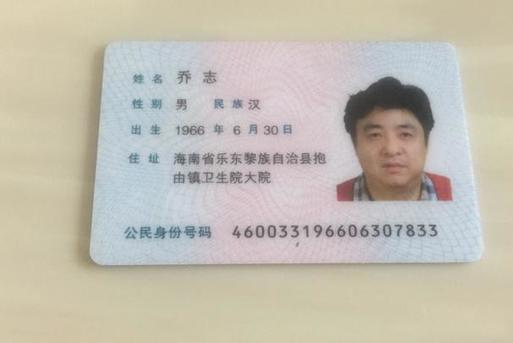 姓名 乔志
性别 男 民族 汉
出生 1966 年 6 月 30 日
住址 海南省乐东黎族自治县抱
由镇卫生院大院
公民身份号码 460033196606307833